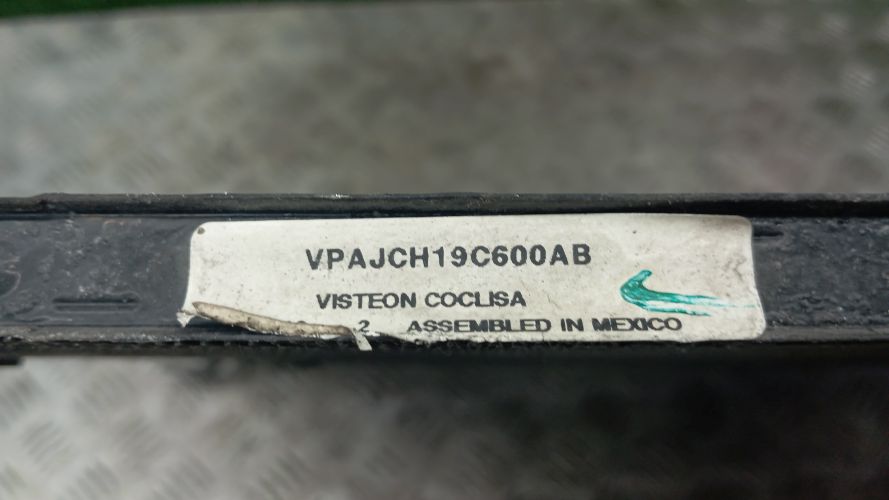 VPAJCH19C600AB
VISTEON COCLISA
2 ASSEMBLED IN MEXICO